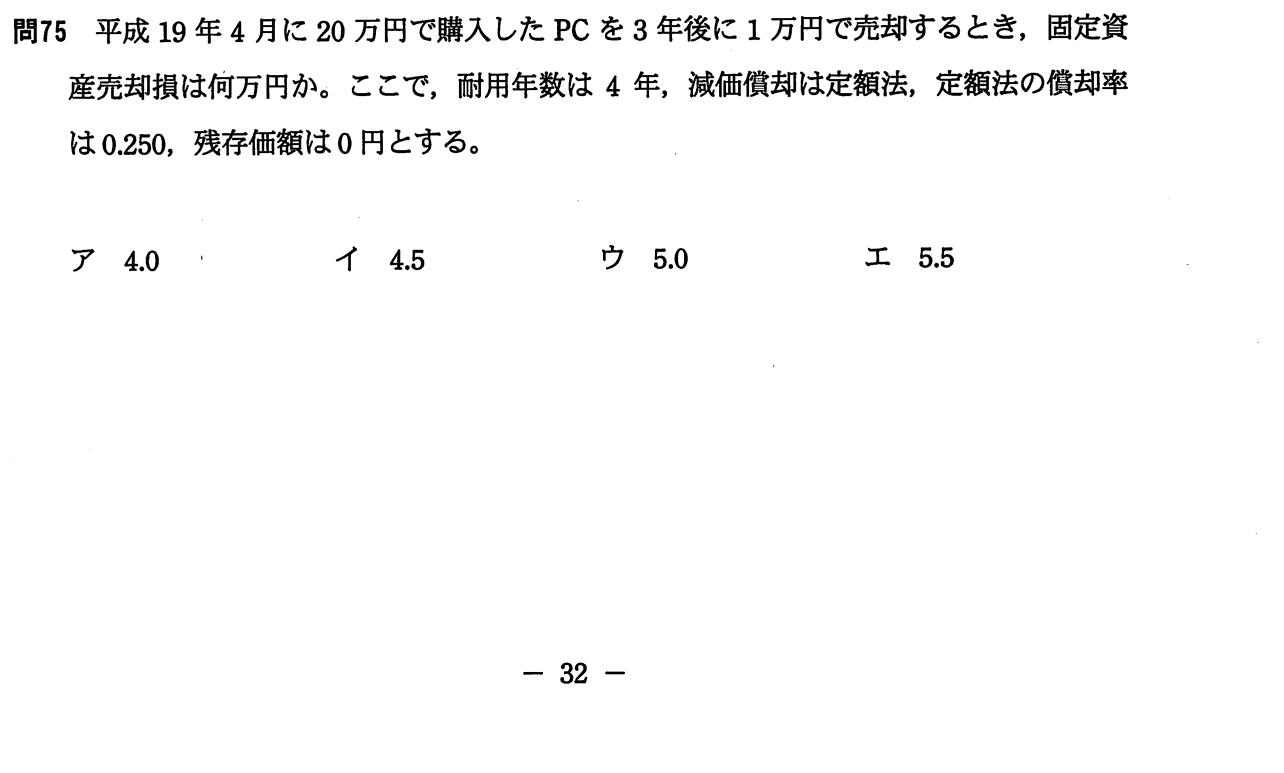 問75　平成 19 年 4 月に 20 万円で購入した PC を 3 年後に 1 万円で売却するとき，固定資
産売却損は何万円か。ここで，耐用年数は 4 年，減価償却は定額法，定額法の償却率
は 0.250，残存価額は 0 円とする。
ア　4.0　イ　4.5　ウ　5.0　エ　5.5
－ 32 －